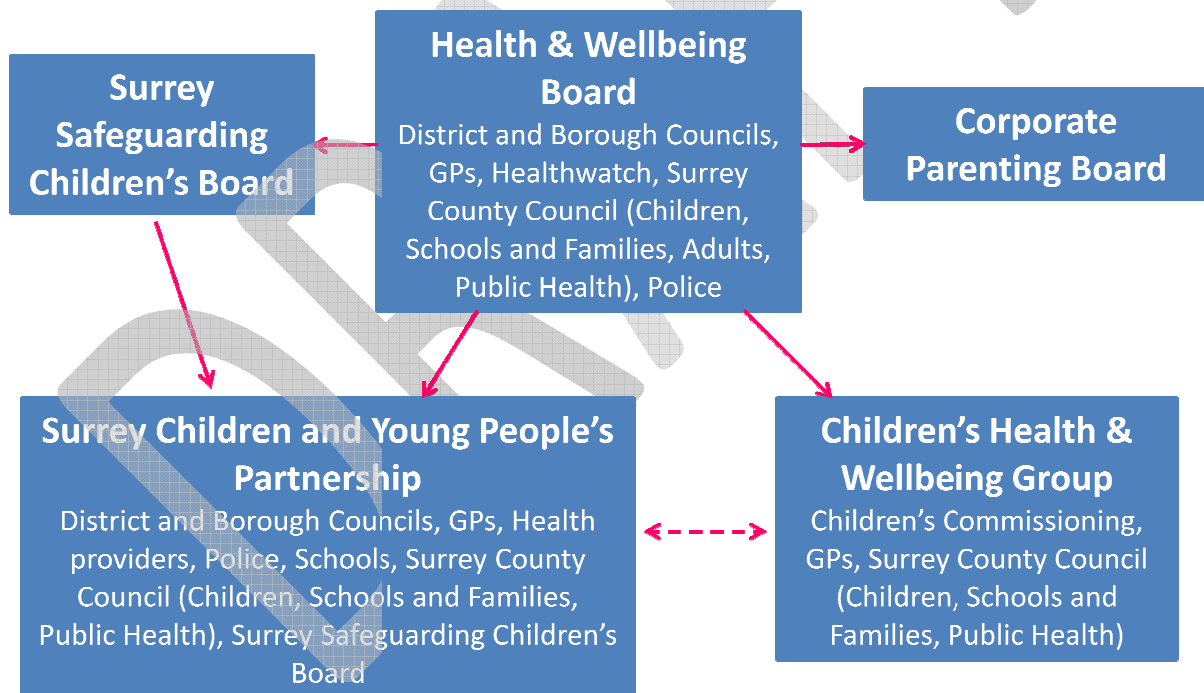 Surrey
Safeguarding
Children’s Board
Health & Wellbeing
Board
District and Borough Councils,
GPs, Healthwatch, Surrey
County Council (Children,
Schools and Families, Adults,
Public Health), Police
Corporate
Parenting Board
Surrey Children and Young People’s
Partnership
District and Borough Councils, GPs, Health
providers, Police, Schools, Surrey County
Council (Children, Schools and Families,
Public Health), Surrey Safeguarding Children’s
Board
Children’s Health &
Wellbeing Group
Children’s Commissioning,
GPs, Surrey County Council
(Children, Schools and
Families, Public Health)